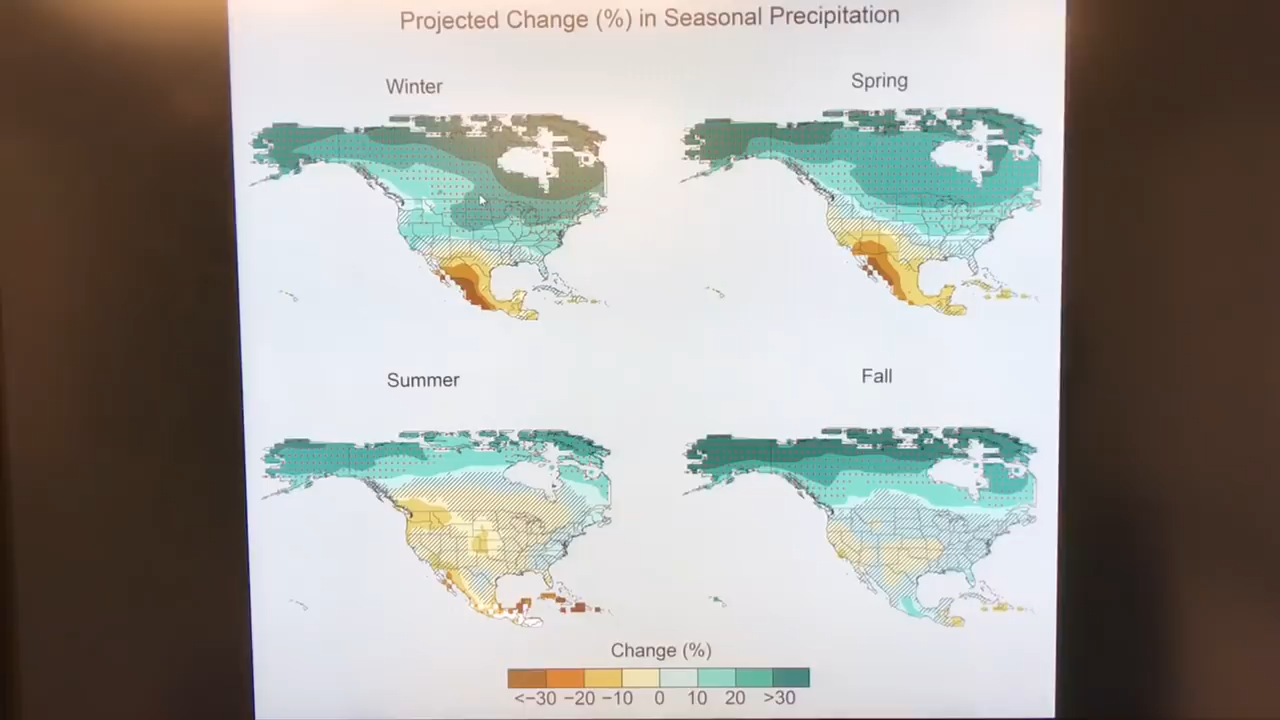 Projected Change (%) in Seasonal Precipitation
Winter
Spring
Summer
Fall
Change (%)
<−30 −20 −10 0 10 20 >30